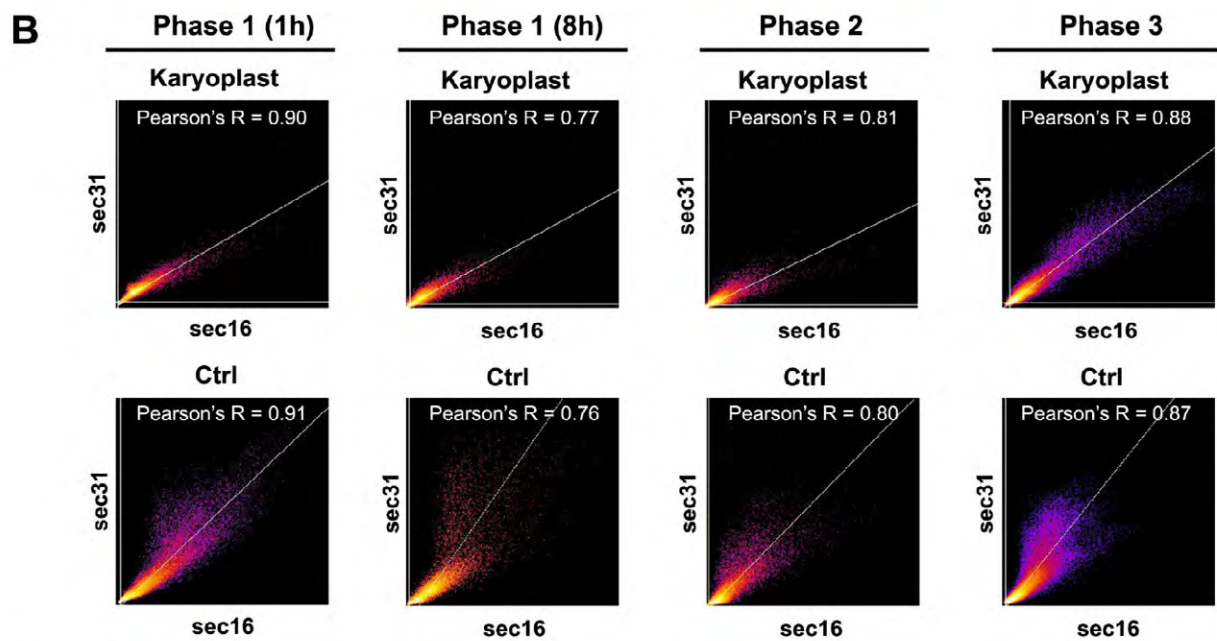 B
Phase 1 (1h) Phase 1 (8h) Phase 2 Phase 3
Karyoplast Karyoplast Karyoplast Karyoplast
Pearson's R = 0.90 Pearson's R = 0.77 Pearson's R = 0.81 Pearson's R = 0.88
sec31 sec31 sec31 sec31
sec16 sec16 sec16 sec16
Ctrl Ctrl Ctrl Ctrl
Pearson's R = 0.91 Pearson's R = 0.76 Pearson's R = 0.80 Pearson's R = 0.87
sec31 sec31 sec31 sec31
sec16 sec16 sec16 sec16